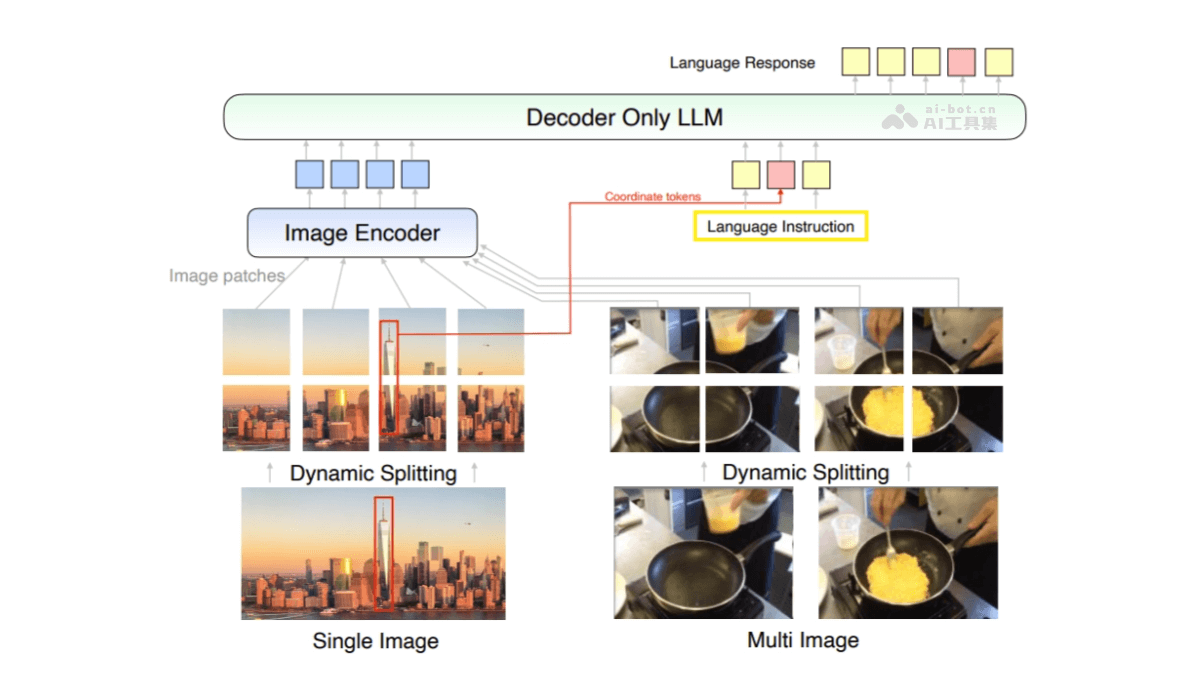 Language Response
Decoder Only LLM
ai-bot.cn
AI工具集
Coordinate tokens
Image Encoder
Language Instruction
Image patches
Dynamic Splitting
Dynamic Splitting
Single Image
Multi Image